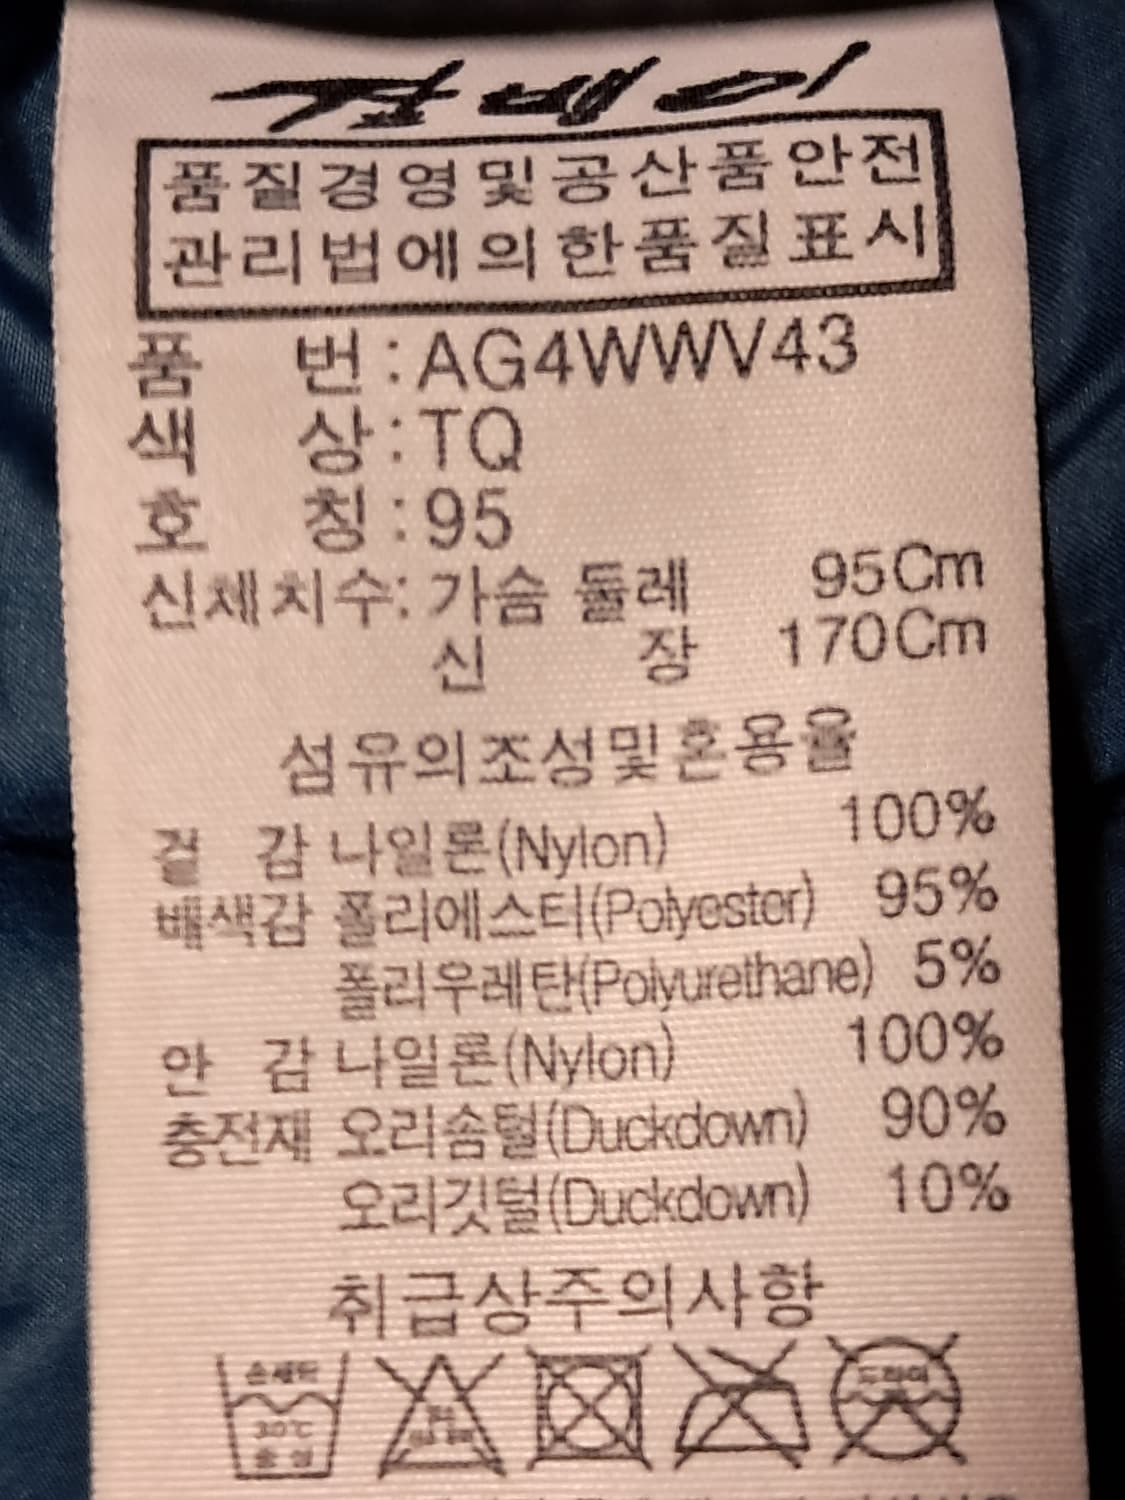 품질경영및공산품안전
관리법에의한품질표시
품 번 : AG4WWV43
색 상 : TQ
호 칭 : 95
신체치수: 가슴 둘레 95Cm
신 장 170Cm
섬유의조성및혼용율
겉 감 나일론(Nylon) 100%
배색감 폴리에스터(Polyester) 95%
폴리우레탄(Polyurethane) 5%
안 감 나일론(Nylon) 100%
충전재 오리솜털(Duckdown) 90%
오리깃털(Duckdown) 10%
취급상주의사항
손세탁
30℃
중성
드라이